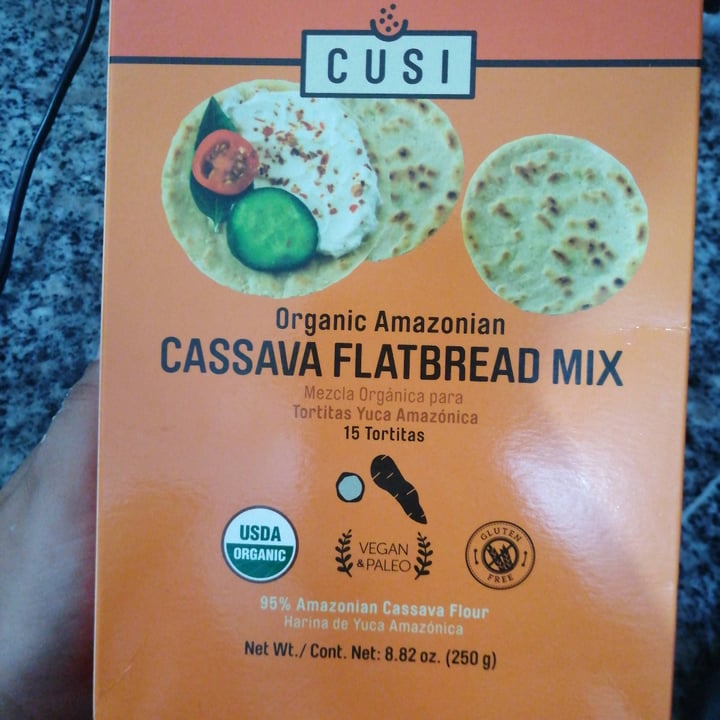 CUSI
Organic Amazonian
CASSAVA FLATBREAD MIX
Mezcla Orgánica para
Tortitas Yuca Amazónica
15 Tortitas
USDA
ORGANIC
VEGAN
& PALEO
GLUTEN
FREE
95% Amazonian Cassava Flour
Harina de Yuca Amazónica
Net Wt./ Cont. Net: 8.82 oz. (250 g)